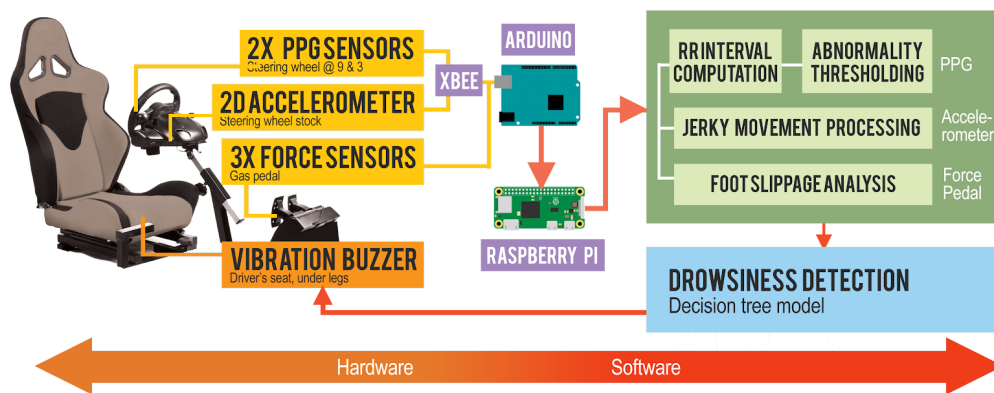 2X PPG SENSORS
Steering wheel @ 9 & 3
2D ACCELEROMETER
Steering wheel stock
3X FORCE SENSORS
Gas pedal
VIBRATION BUZZER
Driver's seat, under legs
XBEE
ARDUINO
RASPBERRY PI
RR INTERVAL
COMPUTATION
ABNORMALITY
THRESHOLDING
PPG
JERKY MOVEMENT PROCESSING
Accele-
rometer
FOOT SLIPPAGE ANALYSIS
Force
Pedal
DROWSINESS DETECTION
Decision tree model
Hardware
Software